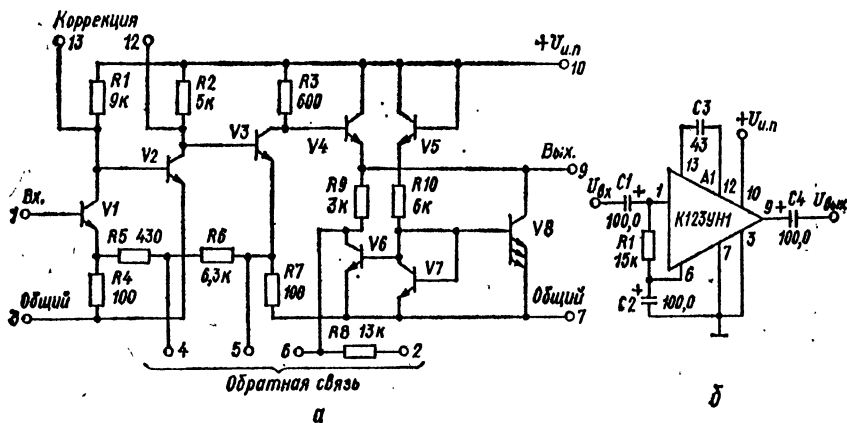 Коррекция
13 12
+Uи.п
10
R1
9к
R2
5к
R3
600
V1
V2
V3
V4
V5
Вых.
9
R9
3к
R10
6к
Вх.
1
R5 430
R6
6,3к
V6
V7
V8
R4
100
R7
100
Общий
3
Общий
7
R8 13к
4
5
6
2
Обратная связь
а
C3
43
+Uи.п
13
A1
12
10
Uвх
C1
+
100,0
1
К123УН1
9
+
C4
100,0
Uвых
R1
15к
6
7
3
C2
+
100,0
б